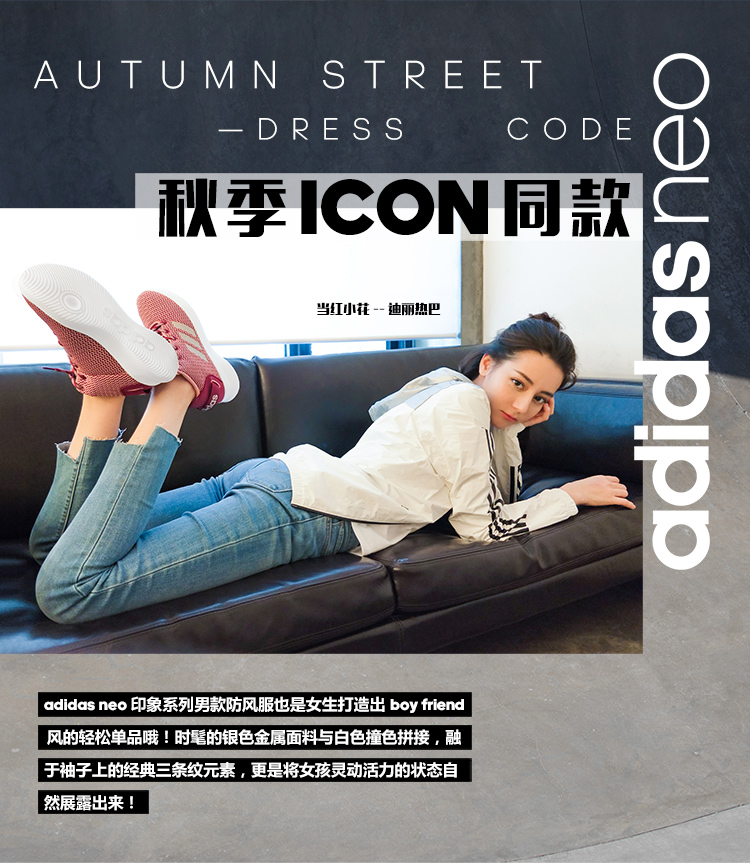 AUTUMN STREET
—DRESS CODE
adidas neo
秋季ICON同款
当红小花 -- 迪丽热巴
adidas neo 印象系列男款防风服也是女生打造出 boy friend
风的轻松单品哦！时髦的银色金属面料与白色撞色拼接，融
于袖子上的经典三条纹元素，更是将女孩灵动活力的状态自
然展露出来！